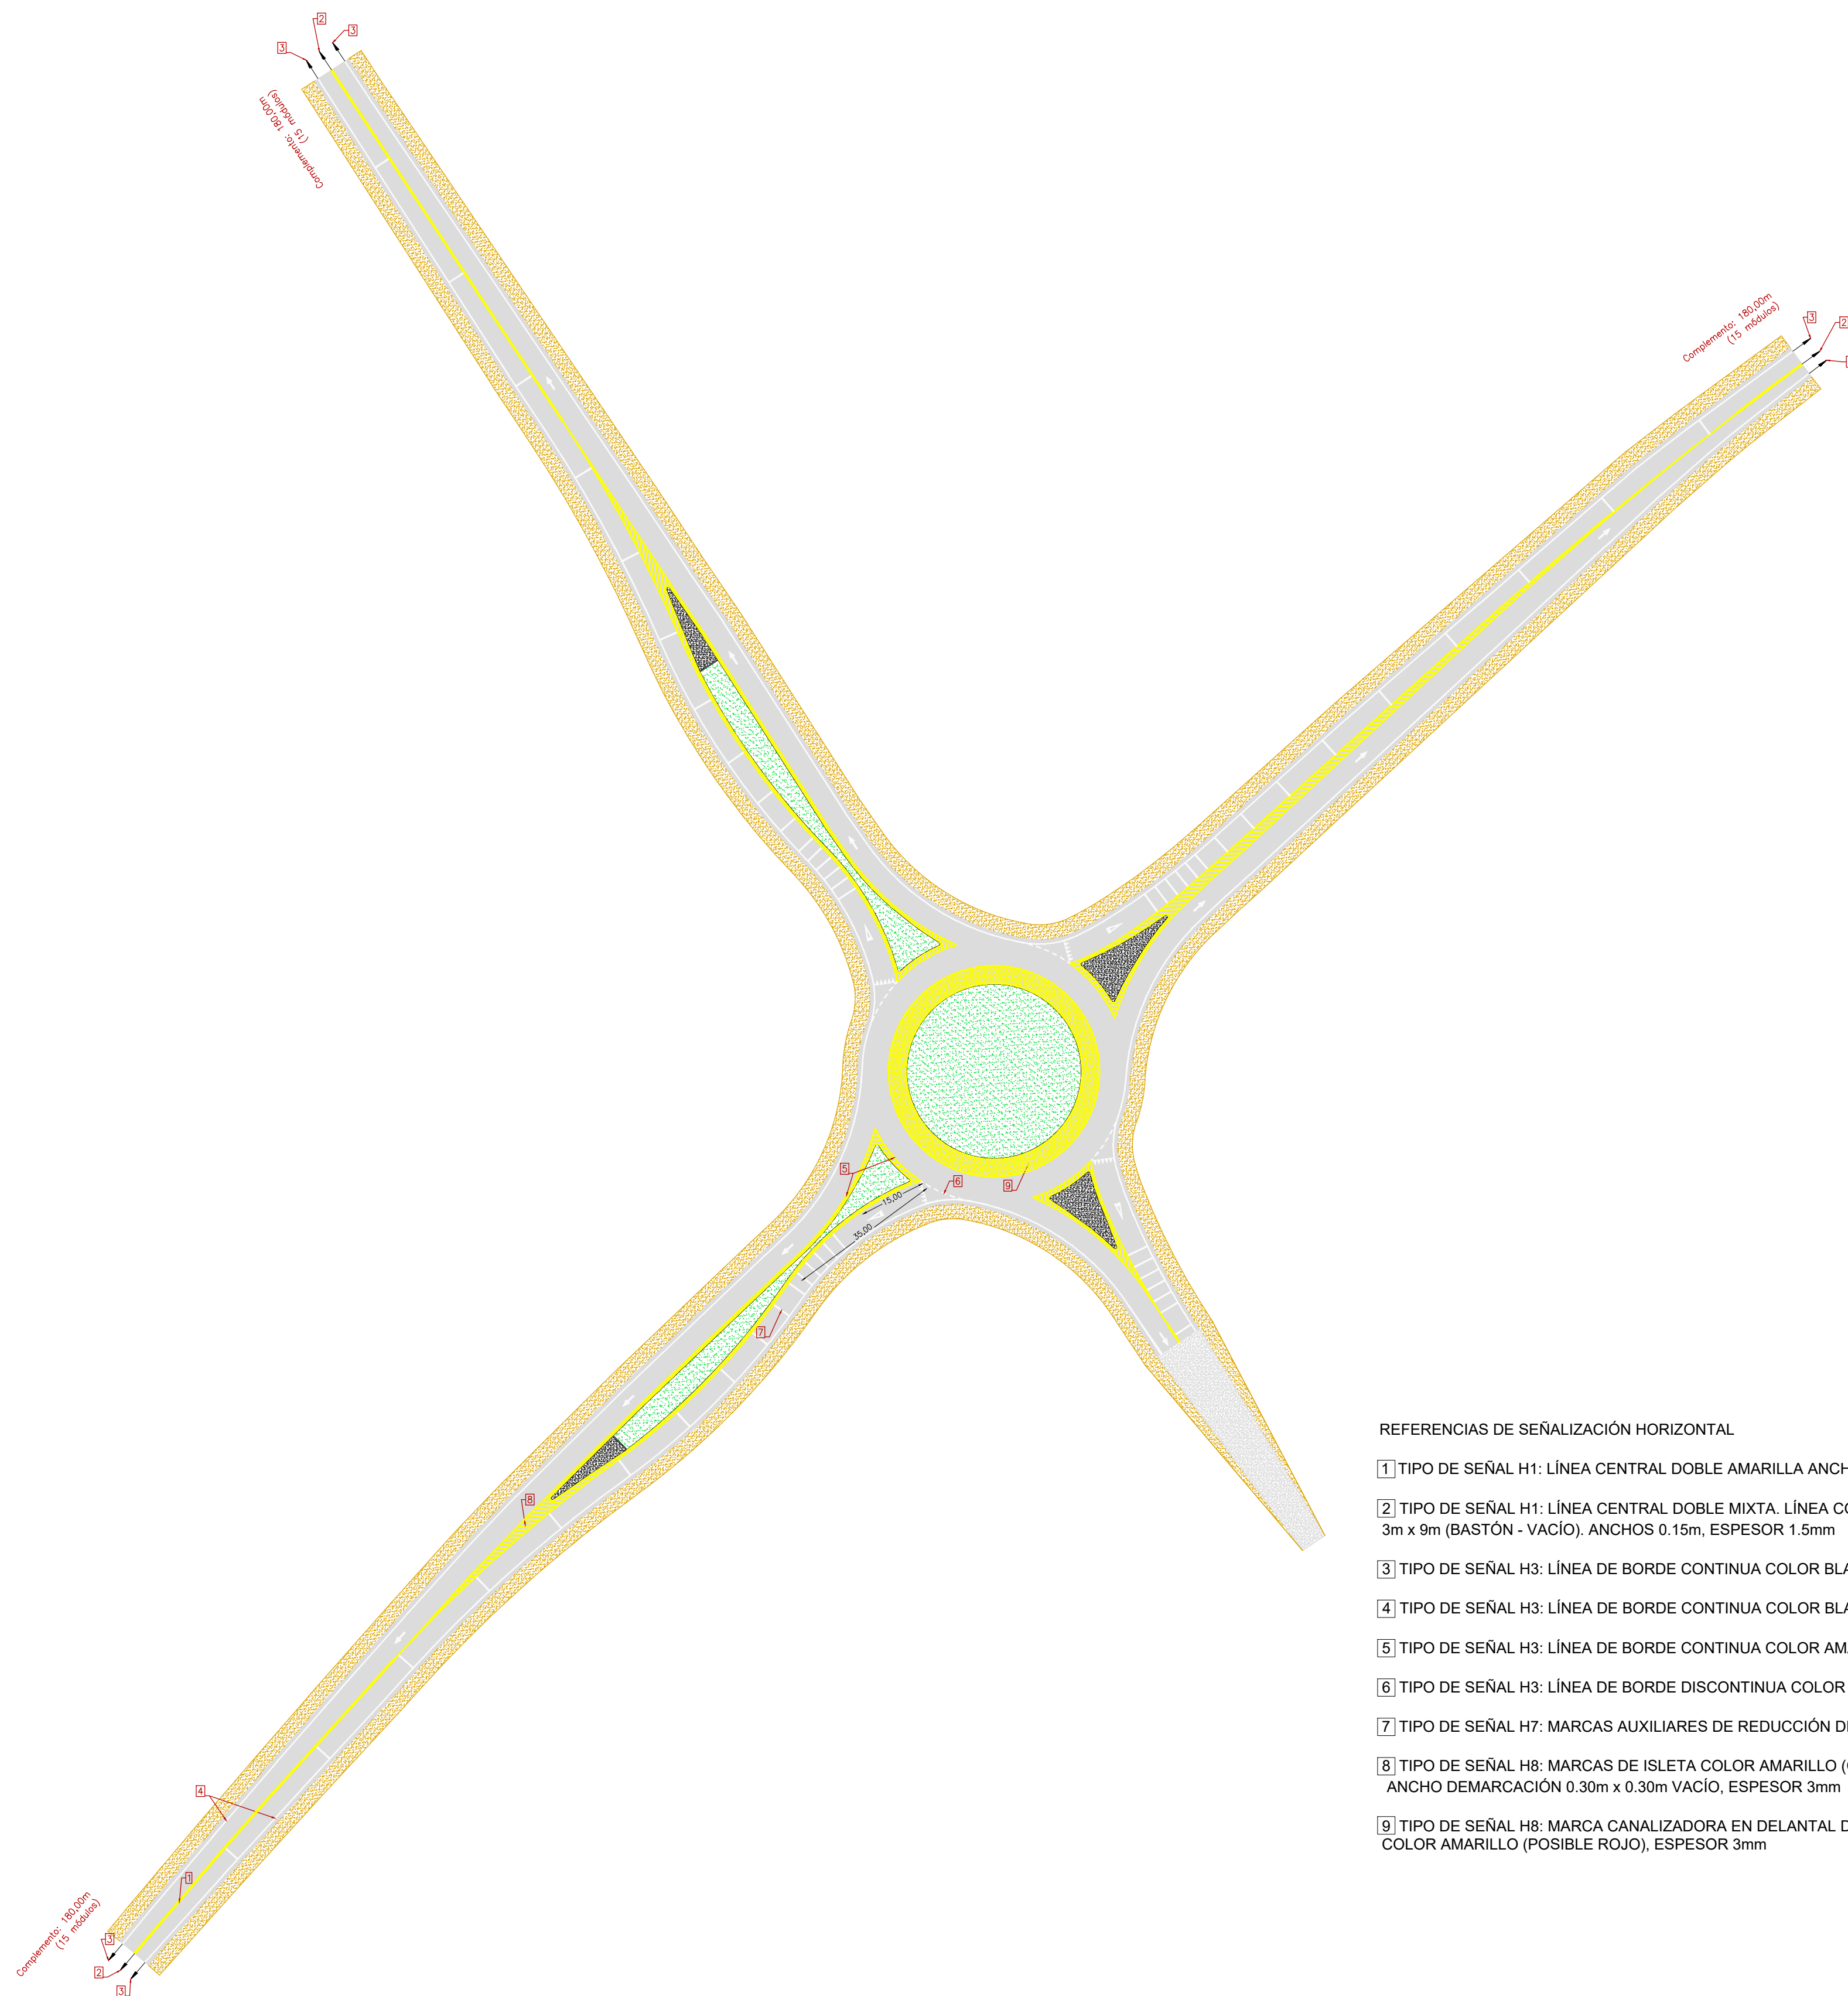 2
3
3
Complemento: 180,00m
(15 módulos)
Complemento: 180,00m
(15 módulos)
3
2
5
6
9
15,00
35,00
7
8
4
1
Complemento: 180,00m
(15 módulos)
3
2
3
REFERENCIAS DE SEÑALIZACIÓN HORIZONTAL
1 TIPO DE SEÑAL H1: LÍNEA CENTRAL DOBLE AMARILLA
2 TIPO DE SEÑAL H1: LÍNEA CENTRAL DOBLE MIXTA. LÍNEA
3m x 9m (BASTÓN - VACÍO). ANCHOS 0.15m, ESPESOR 1.5mm
3 TIPO DE SEÑAL H3: LÍNEA DE BORDE CONTINUA COLOR
4 TIPO DE SEÑAL H3: LÍNEA DE BORDE CONTINUA COLOR
5 TIPO DE SEÑAL H3: LÍNEA DE BORDE CONTINUA COLOR
6 TIPO DE SEÑAL H3: LÍNEA DE BORDE DISCONTINUA COLOR
7 TIPO DE SEÑAL H7: MARCAS AUXILIARES DE REDUCCIÓN
8 TIPO DE SEÑAL H8: MARCAS DE ISLETA COLOR AMARILLO
ANCHO DEMARCACIÓN 0.30m x 0.30m VACÍO, ESPESOR 3mm
9 TIPO DE SEÑAL H8: MARCA CANALIZADORA EN DELANTAL
COLOR AMARILLO (POSIBLE ROJO), ESPESOR 3mm